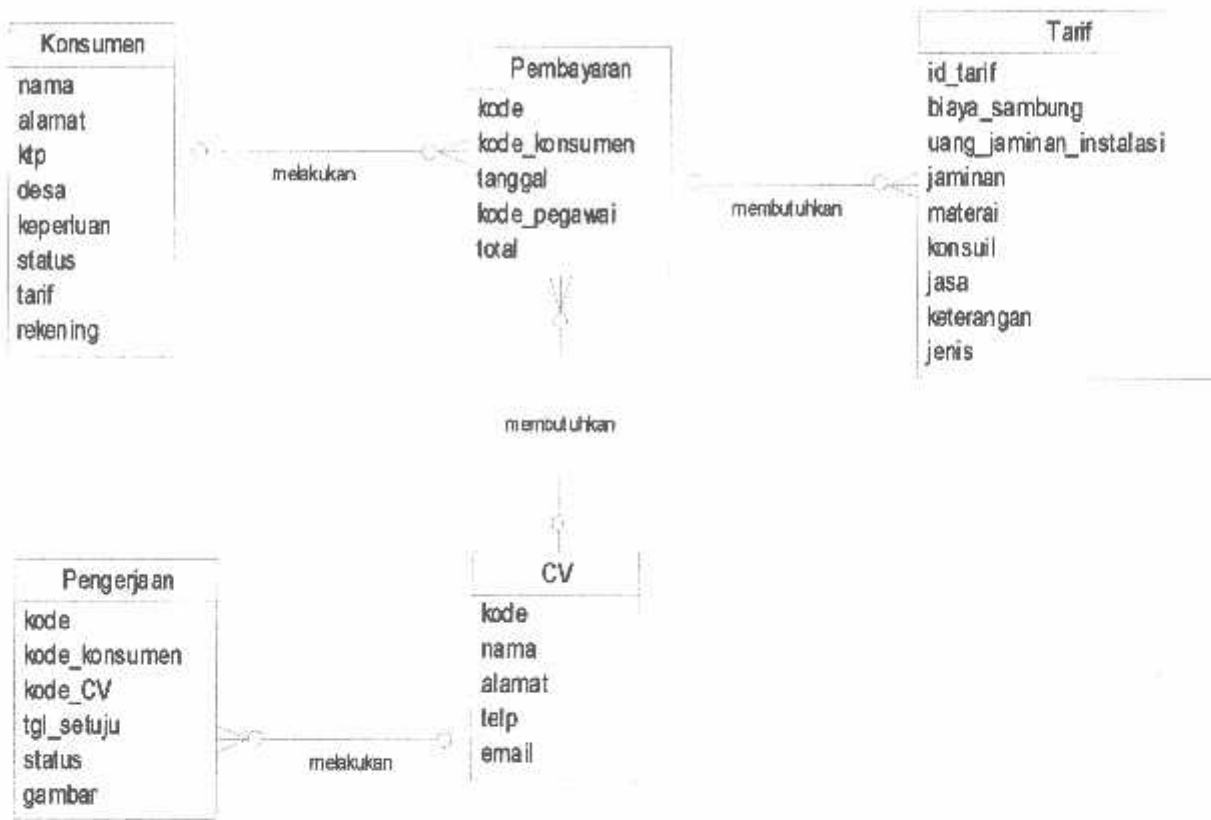 Konsumen
nama
alamat
ktp
desa
keperluan
status
tarif
rekening
melakukan
Pembayaran
kode
kode_konsumen
tanggal
kode_pegawai
total
membutuhkan
Tarif
id_tarif
biaya_sambung
uang_jaminan_instalasi
jaminan
materai
konsuil
jasa
keterangan
jenis
membutuhkan
Pengerjaan
kode
kode_konsumen
kode_CV
tgl_setuju
status
gambar
melakukan
CV
kode
nama
alamat
telp
email